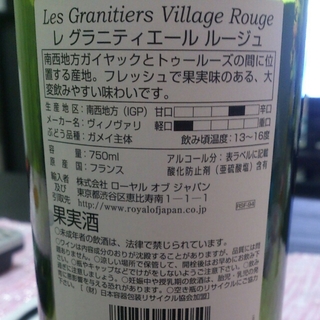 Les Granitiers Village Rouge
レ グラニティエール ルージュ
南西地方ガイヤックとトゥールーズの間に位
置する産地。フレッシュで果実味のある、大
変飲みやすい味わいです。
生産地区：南西地方（IGP） 甘口 辛口
メーカー名：ヴィノヴァリ 軽口 重口
ぶどう品種：ガメイ主体 飲み頃温度：13〜16度
容量：750ml アルコール分：表ラベルに記載
原産国：フランス 酸化防止剤（亜硫酸塩）含有
輸入者 株式会社 ローヤル オブ ジャパン
及び 東京都渋谷区恵比寿南1-1-1
引取先 http://www.royalofjapan.co.jp
果実酒
○未成年者の飲酒は、法律で禁じられています。